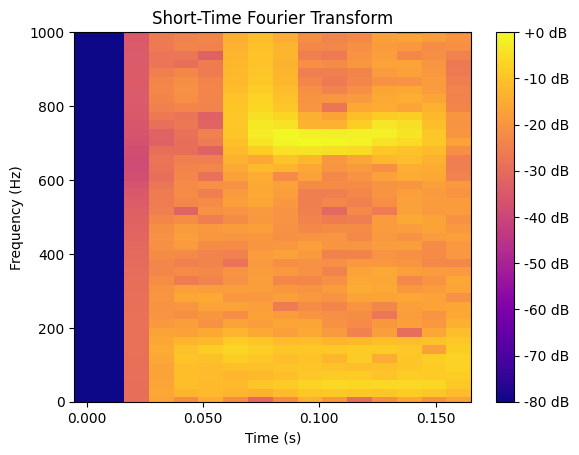 Short-Time Fourier Transform
1000
800
600
400
200
0
Frequency (Hz)
0.000
0.050
0.100
0.150
Time (s)
+0 dB
-10 dB
-20 dB
-30 dB
-40 dB
-50 dB
-60 dB
-70 dB
-80 dB